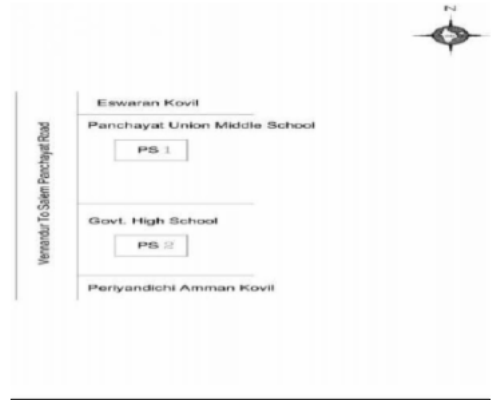 N
Eswaran Kovil
Panchayat Union Middle School
PS 1
Vennandur To Salem Panchayat Road
Govt. High School
PS 2
Periyandichi Amman Kovil